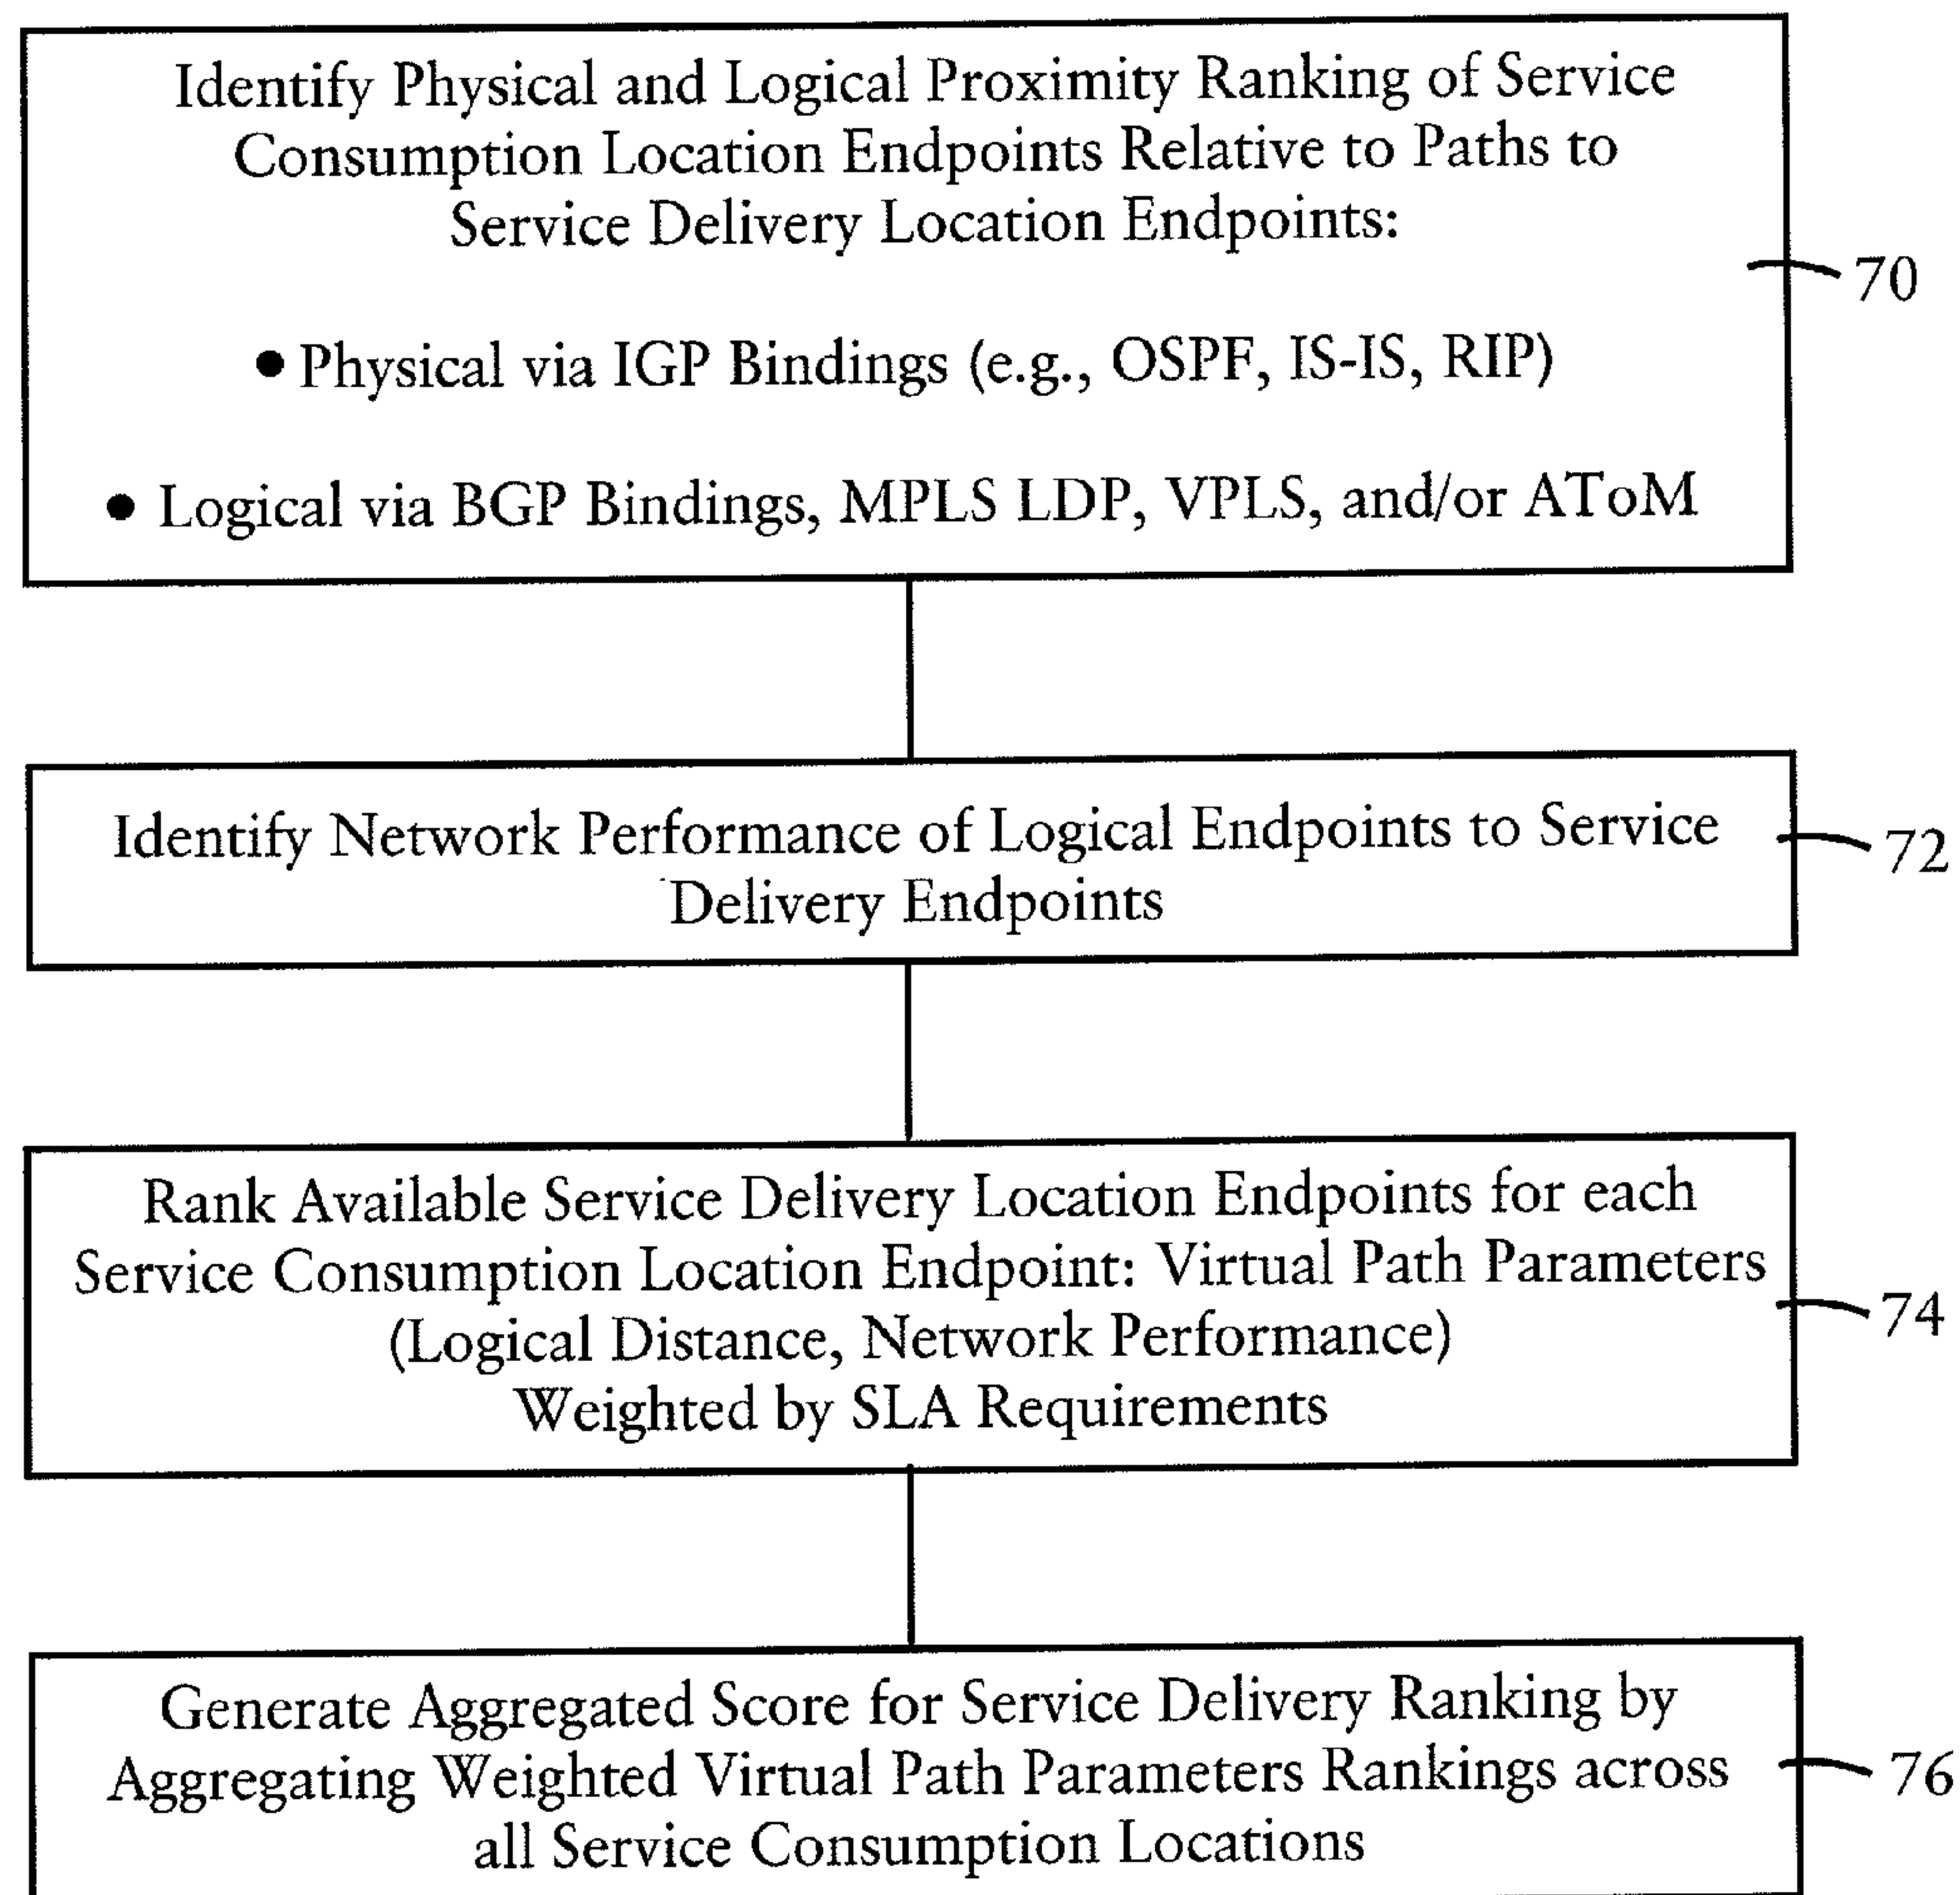 Identify Physical and Logical Proximity Ranking of Service
Consumption Location Endpoints Relative to Paths to
Service Delivery Location Endpoints:
70
● Physical via IGP Bindings (e.g., OSPF, IS-IS, RIP)
● Logical via BGP Bindings, MPLS LDP, VPLS, and/or AToM
Identify Network Performance of Logical Endpoints to Service
Delivery Endpoints
72
Rank Available Service Delivery Location Endpoints for each
Service Consumption Location Endpoint: Virtual Path Parameters
(Logical Distance, Network Performance)
Weighted by SLA Requirements
74
Generate Aggregated Score for Service Delivery Ranking by
Aggregating Weighted Virtual Path Parameters Rankings across
all Service Consumption Locations
76